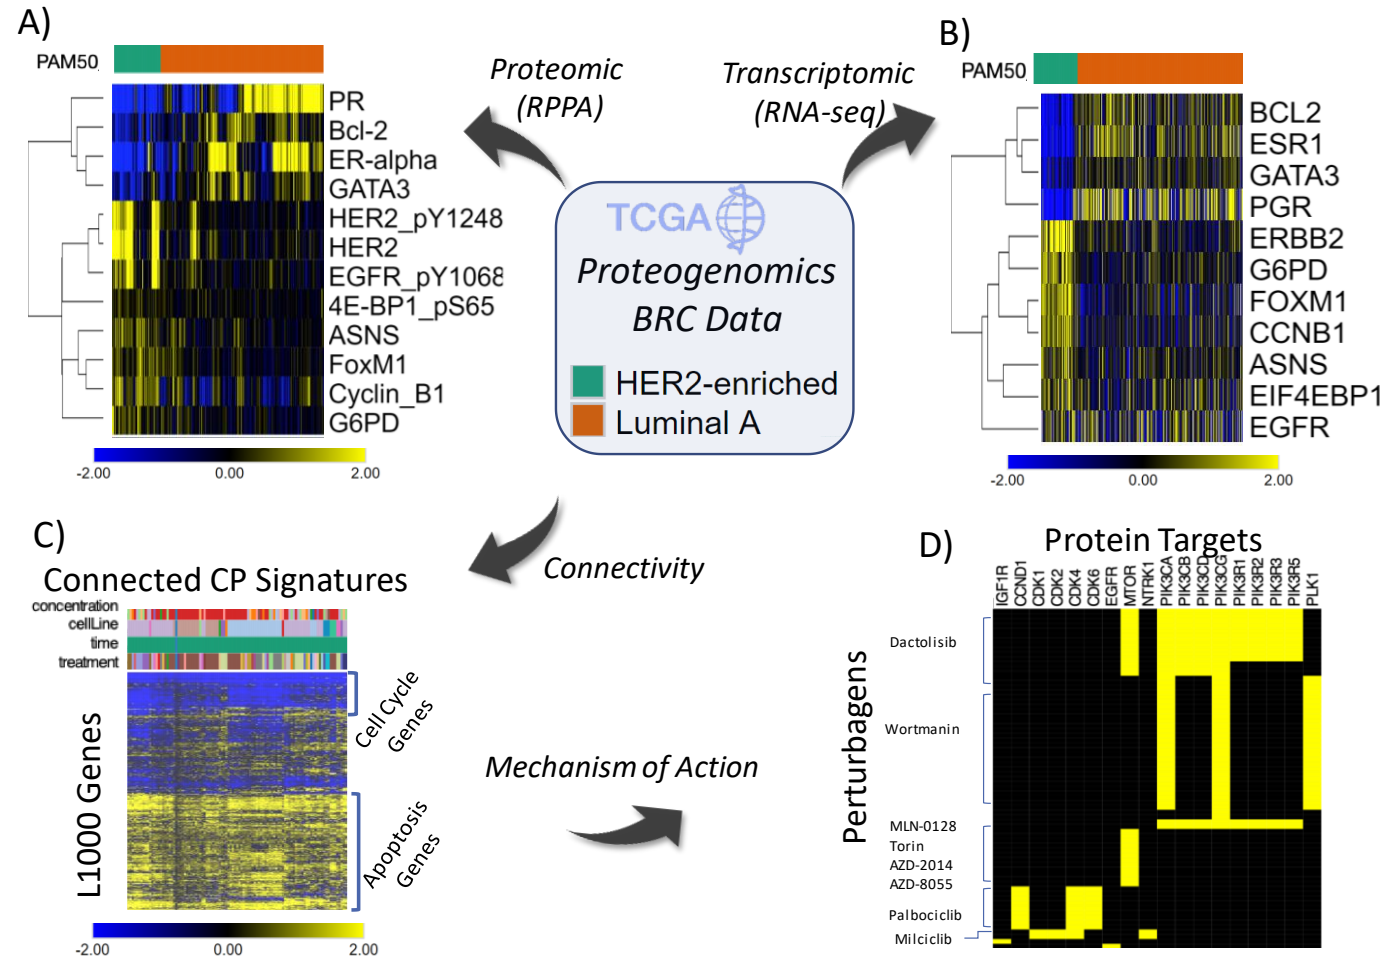 A)
PAM50
PR
Bcl-2
ER-alpha
GATA3
HER2_pY1248
HER2
EGFR_pY1068
4E-BP1_pS65
ASNS
FoxM1
Cyclin_B1
G6PD
-2.00 0.00 2.00
Proteomic
(RPPA)
Transcriptomic
(RNA-seq)
TCGA
Proteogenomics
BRC Data
HER2-enriched
Luminal A
B)
PAM50
BCL2
ESR1
GATA3
PGR
ERBB2
G6PD
FOXM1
CCNB1
ASNS
EIF4EBP1
EGFR
-2.00 0.00 2.00
Connectivity
C)
Connected CP Signatures
concentration
cellLine
time
treatment
L1000 Genes
Cell Cycle
Genes
Apoptosis
Genes
-2.00 0.00 2.00
Mechanism of Action
D)
Protein Targets
IGF1R
CCND1
CDK1
CDK2
CDK4
CDK6
EGFR
MTOR
NTRK1
PIK3CA
PIK3CB
PIK3CD
PIK3CG
PIK3R1
PIK3R2
PIK3R3
PIK3R5
PLK1
Perturbagens
Dactolisib
Wortmanin
MLN-0128
Torin
AZD-2014
AZD-8055
Palbociclib
Milciclib